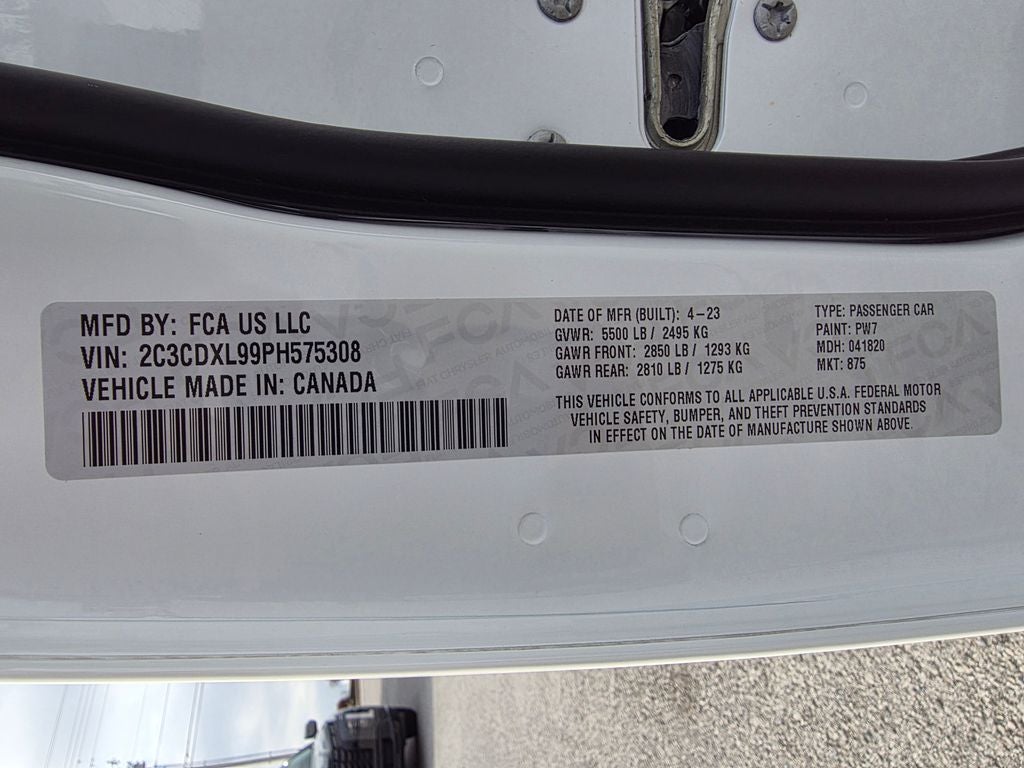 MFD BY: FCA US LLC
VIN: 2C3CDXL99PH575308
VEHICLE MADE IN: CANADA
DATE OF MFR (BUILT): 4-23
GVWR: 5500 LB / 2495 KG
GAWR FRONT: 2850 LB / 1293 KG
GAWR REAR: 2810 LB / 1275 KG
TYPE: PASSENGER CAR
PAINT: PW7
MDH: 041820
MKT: 875
THIS VEHICLE CONFORMS TO ALL APPLICABLE U.S.A. FEDERAL MOTOR
VEHICLE SAFETY, BUMPER, AND THEFT PREVENTION STANDARDS
IN EFFECT ON THE DATE OF MANUFACTURE SHOWN ABOVE.